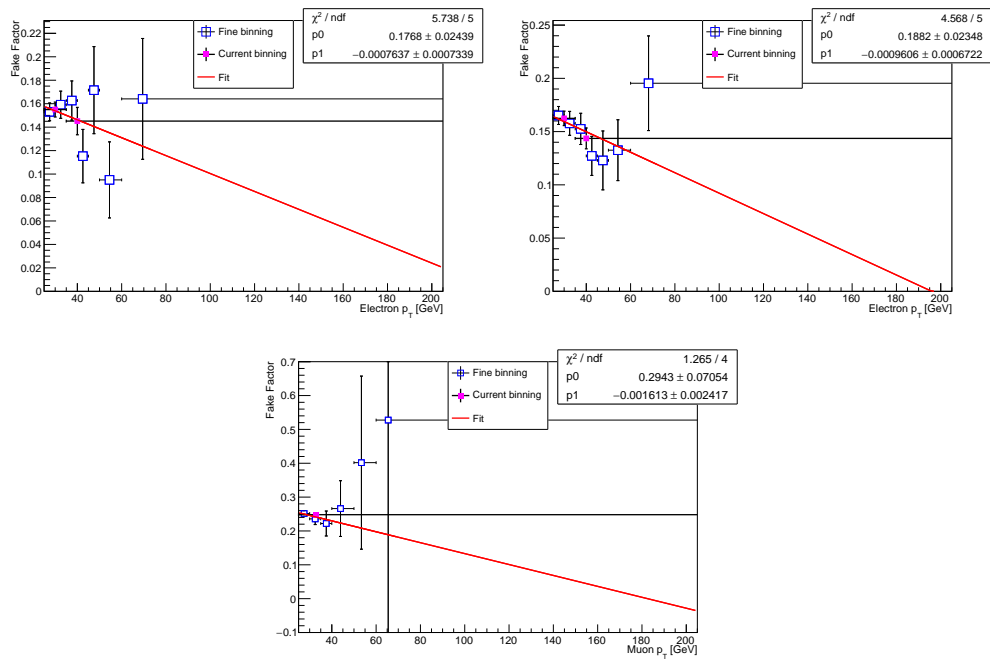 χ² / ndf 5.738 / 5
p0 0.1768 ± 0.02439
p1 −0.0007637 ± 0.0007339
Fine binning
Current binning
Fit
Fake Factor
0.22
0.2
0.18
0.16
0.14
0.12
0.1
0.08
0.06
0.04
0.02
0
40 60 80 100 120 140 160 180 200
Electron p_T [GeV]
χ² / ndf 4.568 / 5
p0 0.1882 ± 0.02348
p1 −0.0009606 ± 0.0006722
Fine binning
Current binning
Fit
Fake Factor
0.25
0.2
0.15
0.1
0.05
0
40 60 80 100 120 140 160 180 200
Electron p_T [GeV]
χ² / ndf 1.265 / 4
p0 0.2943 ± 0.07054
p1 −0.001613 ± 0.002417
Fine binning
Current binning
Fit
Fake Factor
0.7
0.6
0.5
0.4
0.3
0.2
0.1
0
−0.1
40 60 80 100 120 140 160 180 200
Muon p_T [GeV]